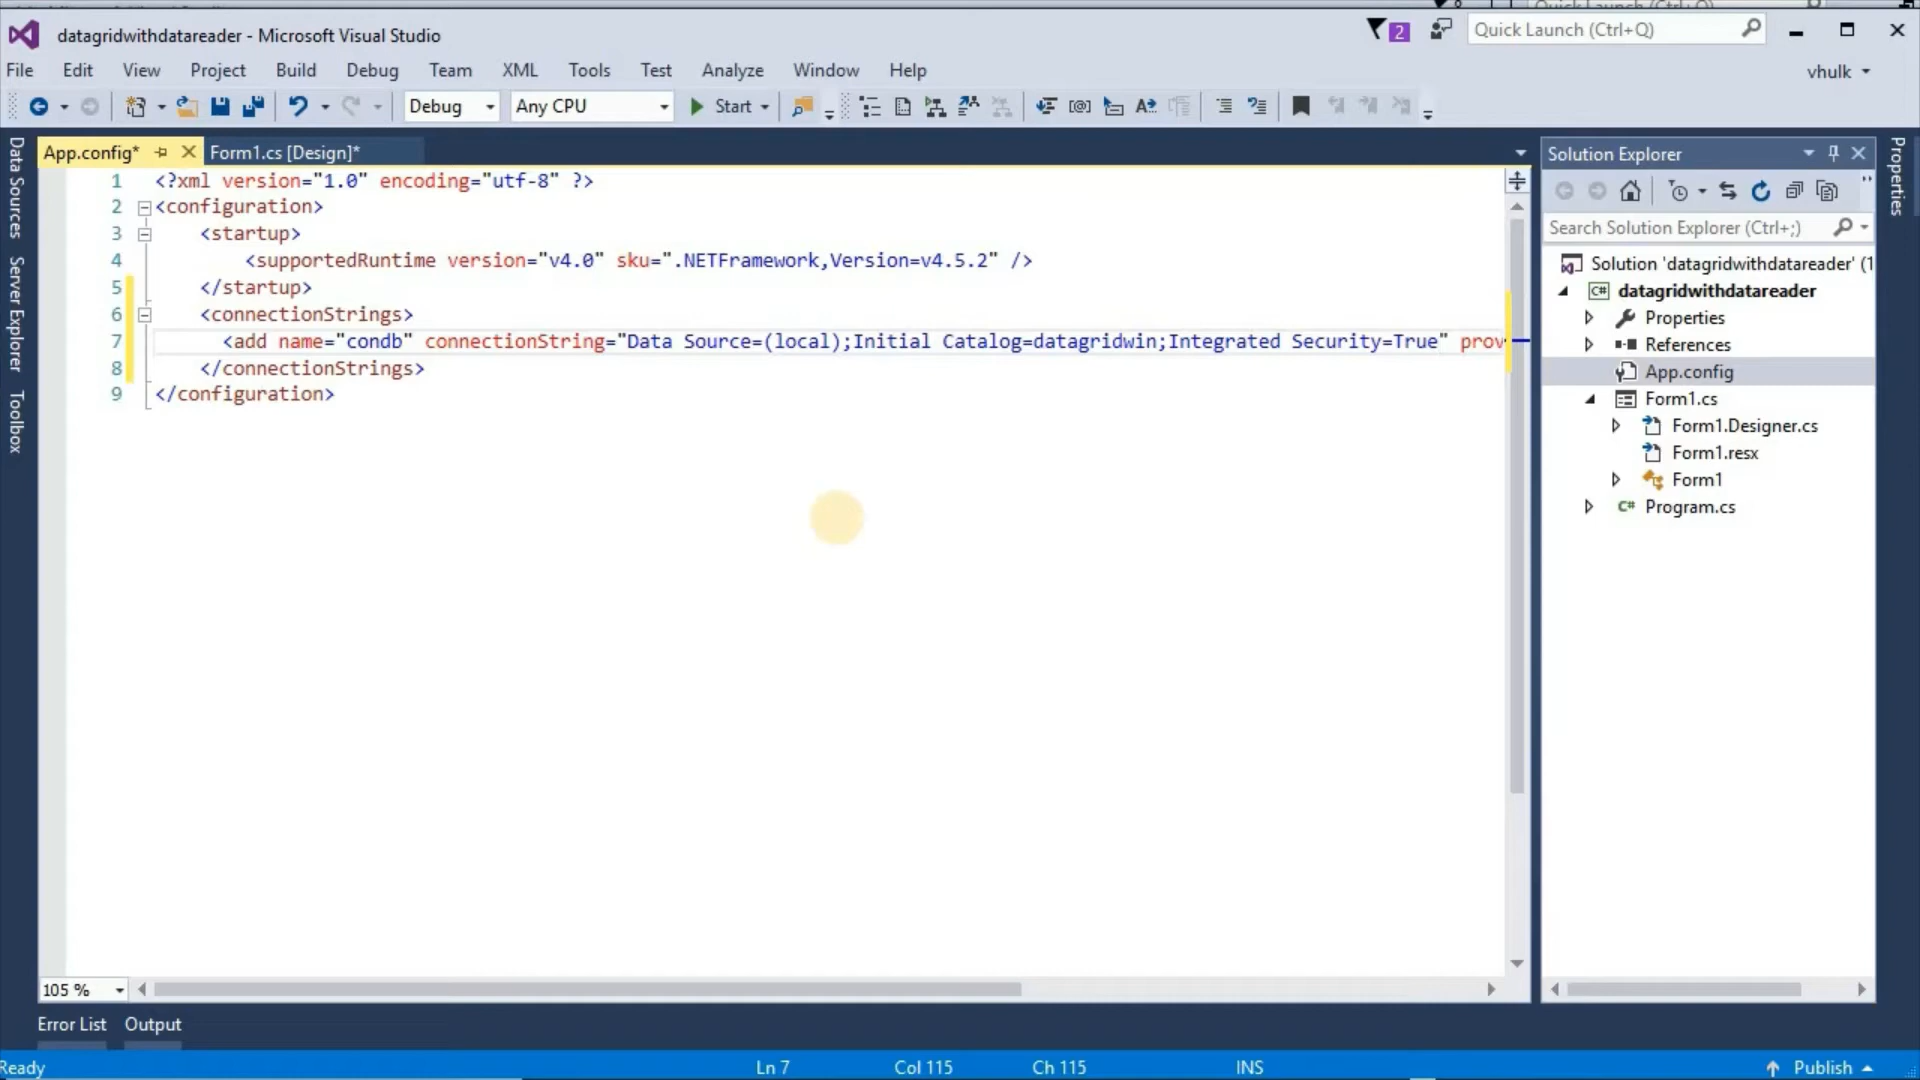 datagridwithdatareader - Microsoft Visual Studio
2
Quick Launch (Ctrl+Q)
File Edit View Project Build Debug Team XML Tools Test Analyze Window Help
vhulk
Debug Any CPU Start
App.config* Form1.cs [Design]*
1 <?xml version="1.0" encoding="utf-8" ?>
2 <configuration>
3 <startup>
4 <supportedRuntime version="v4.0" sku=".NETFramework,Version=v4.5.2" />
5 </startup>
6 <connectionStrings>
7 <add name="condb" connectionString="Data Source=(local);Initial Catalog=datagridwin;Integrated Security=True" prov
8 </connectionStrings>
9 </configuration>
105 %
Data Sources
Server Explorer
Toolbox
Solution Explorer
Search Solution Explorer (Ctrl+;)
Solution 'datagridwithdatareader' (1
C# datagridwithdatareader
Properties
References
App.config
Form1.cs
Form1.Designer.cs
Form1.resx
Form1
C# Program.cs
Properties
Error List Output
Ready Ln 7 Col 115 Ch 115 INS Publish